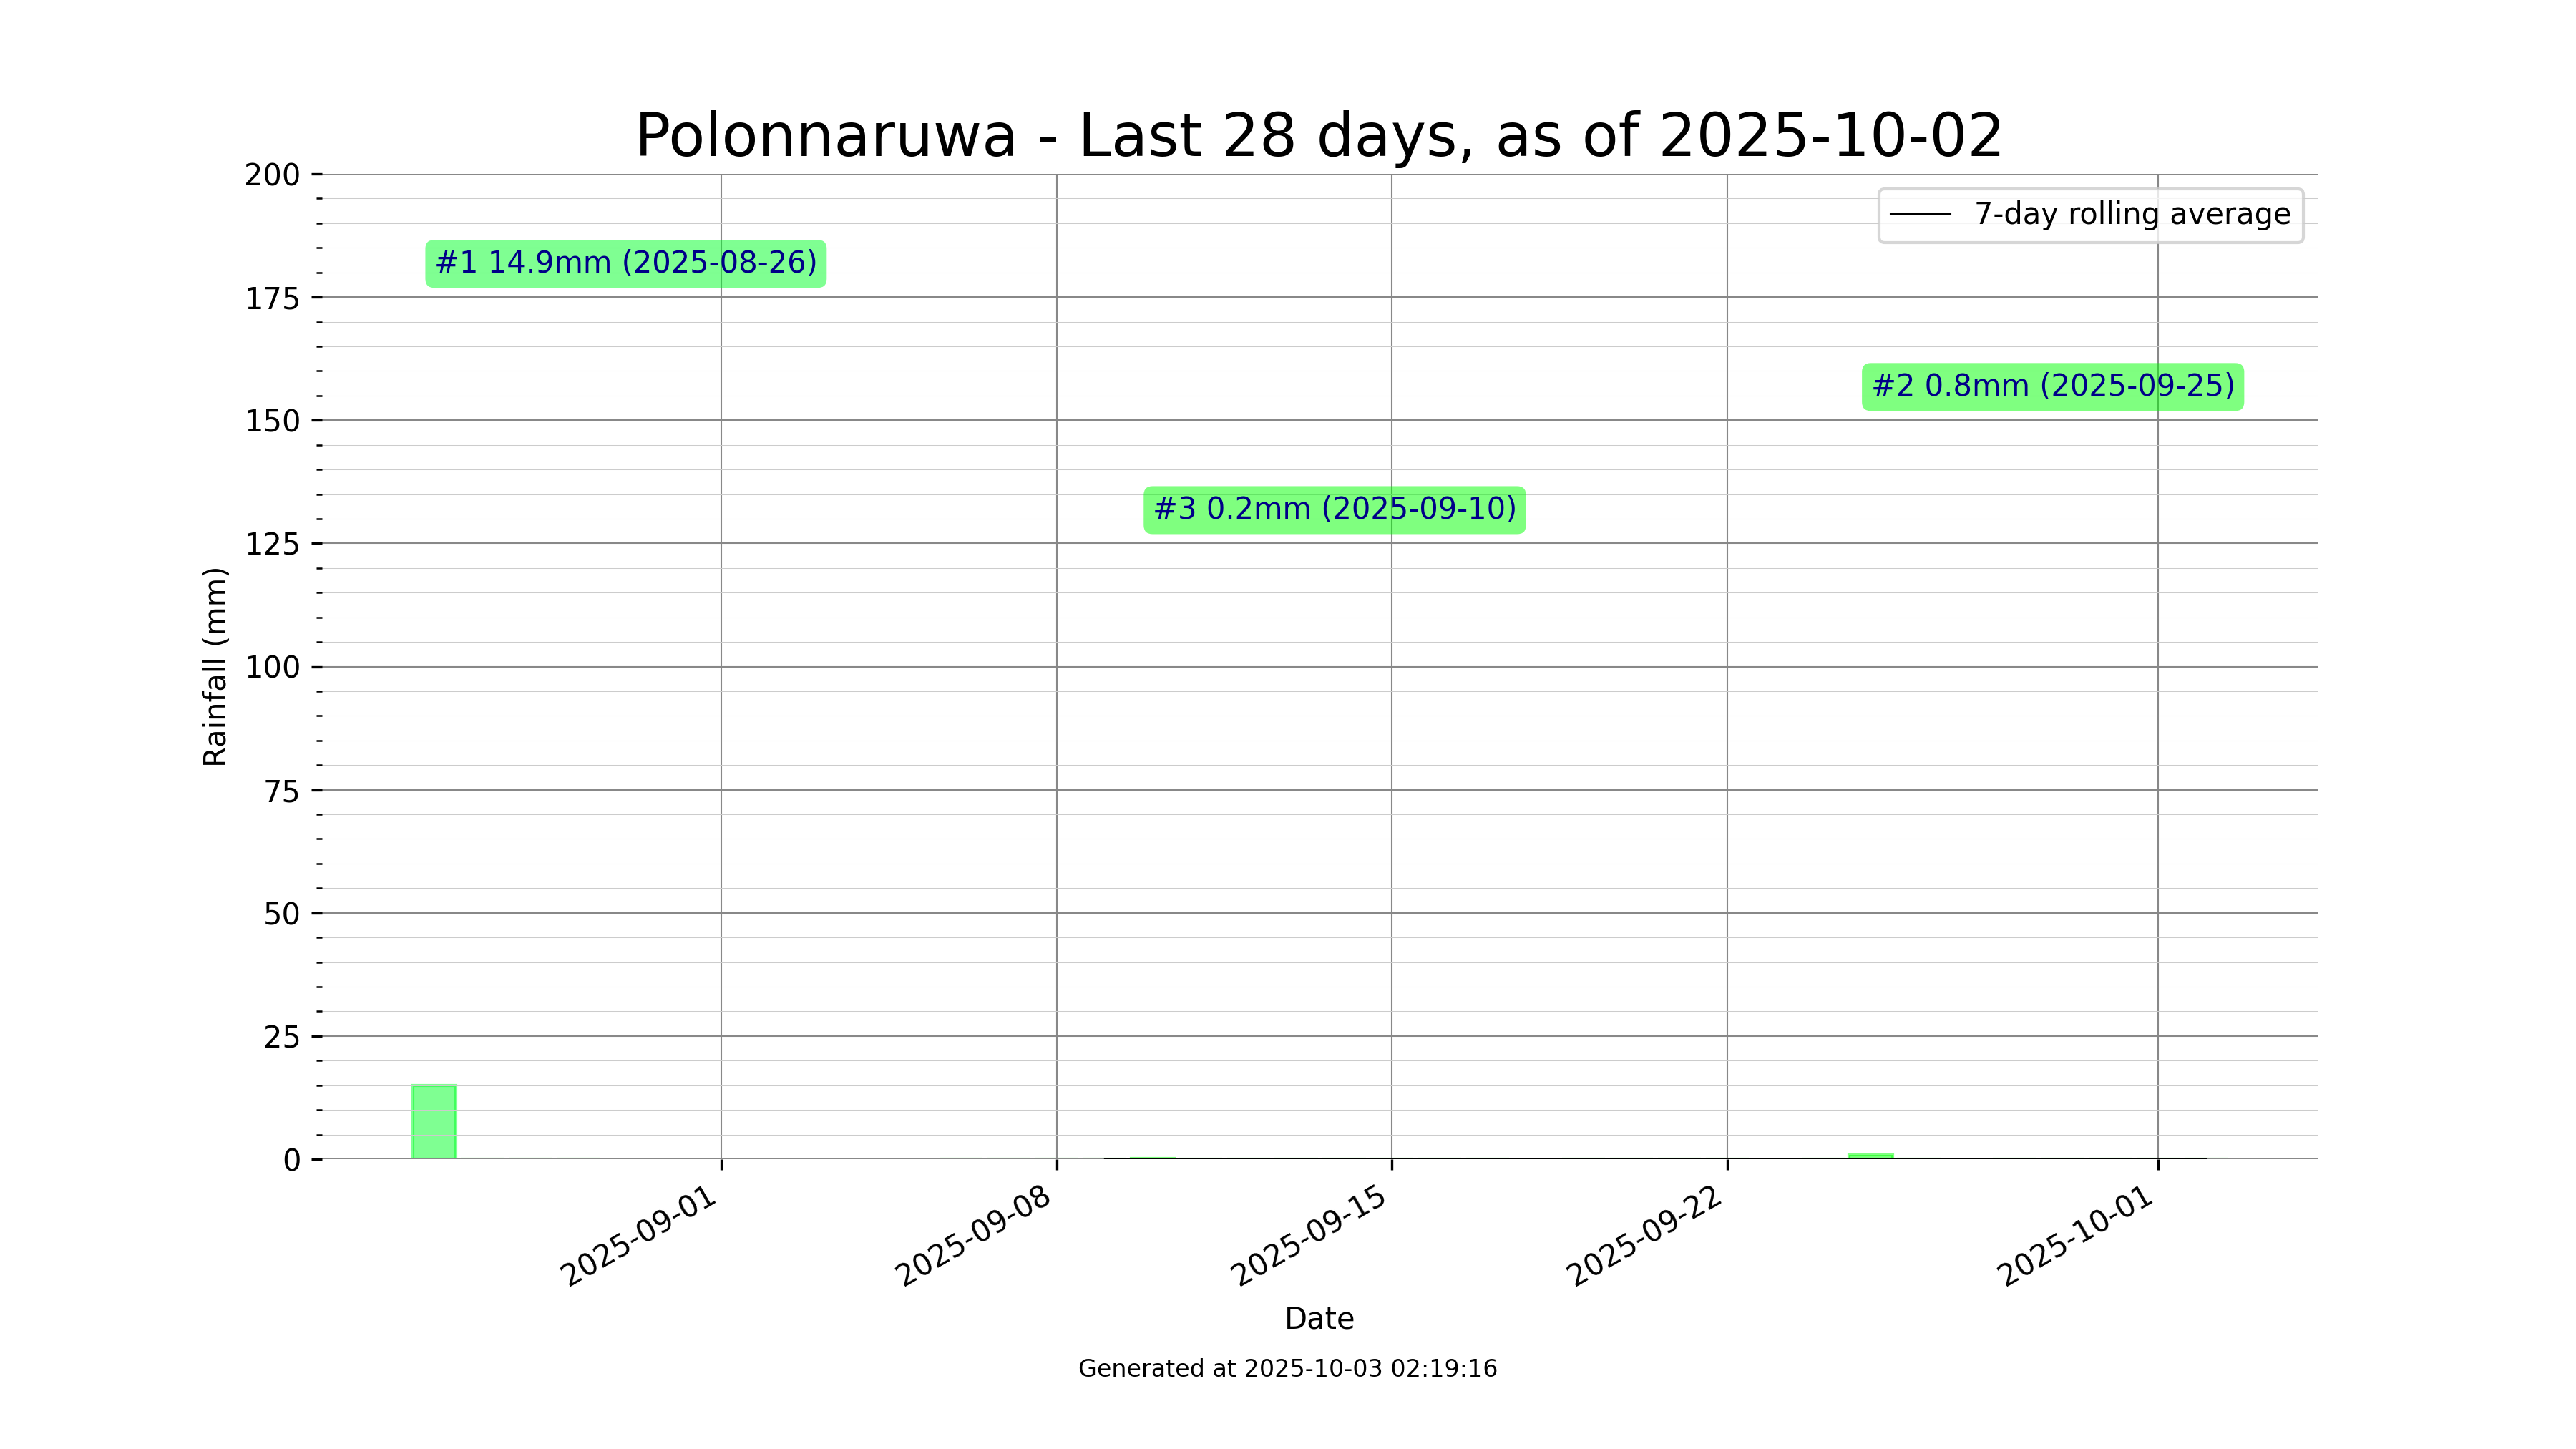 Polonnaruwa - Last 28 days, as of 2025-10-02
7-day rolling average
#1 14.9mm (2025-08-26)
#2 0.8mm (2025-09-25)
#3 0.2mm (2025-09-10)
Rainfall (mm)
200
175
150
125
100
75
50
25
0
2025-09-01
2025-09-08
2025-09-15
2025-09-22
2025-10-01
Date
Generated at 2025-10-03 02:19:16